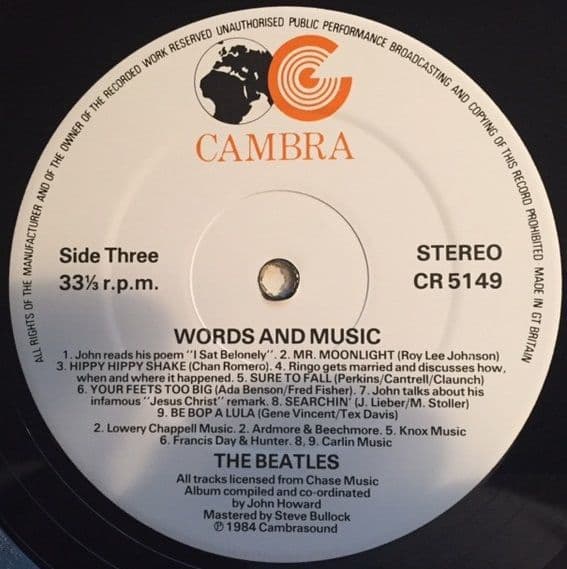 ALL RIGHTS OF THE MANUFACTURER AND OF THE OWNER OF THE RECORDED WORK RESERVED UNAUTHORISED PUBLIC PERFORMANCE BROADCASTING AND COPYING OF THIS RECORD PROHIBITED · MADE IN GT BRITAIN
CAMBRA
Side Three
33⅓ r.p.m.
STEREO
CR 5149
WORDS AND MUSIC
1. John reads his poem "I Sat Belonely". 2. MR. MOONLIGHT (Roy Lee Johnson)
3. HIPPY HIPPY SHAKE (Chan Romero). 4. Ringo gets married and discusses how,
when and where it happened. 5. SURE TO FALL (Perkins/Cantrell/Claunch)
6. YOUR FEETS TOO BIG (Ada Benson/Fred Fisher). 7. John talks about his
infamous "Jesus Christ" remark. 8. SEARCHIN' (J. Lieber/M. Stoller)
9. BE BOP A LULA (Gene Vincent/Tex Davis)
2. Lowery Chappell Music. 2. Ardmore & Beechmore. 5. Knox Music
6. Francis Day & Hunter. 8, 9. Carlin Music
THE BEATLES
All tracks licensed from Chase Music
Album compiled and co-ordinated
by John Howard
Mastered by Steve Bullock
℗ 1984 Cambrasound